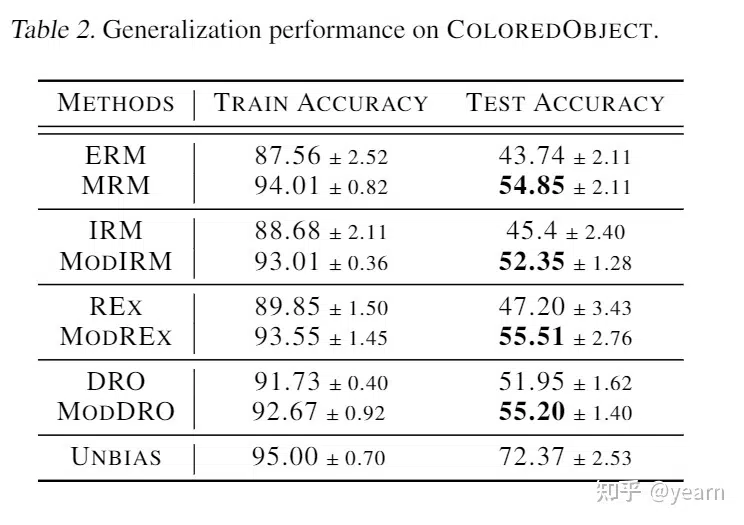 Table 2. Generalization performance on COLOREDOBJECT.
METHODS TRAIN ACCURACY TEST ACCURACY
ERM 87.56 ± 2.52 43.74 ± 2.11
MRM 94.01 ± 0.82 54.85 ± 2.11
IRM 88.68 ± 2.11 45.4 ± 2.40
MODIRM 93.01 ± 0.36 52.35 ± 1.28
REX 89.85 ± 1.50 47.20 ± 3.43
MODREX 93.55 ± 1.45 55.51 ± 2.76
DRO 91.73 ± 0.40 51.95 ± 1.62
MODDRO 92.67 ± 0.92 55.20 ± 1.40
UNBIAS 95.00 ± 0.70 72.37 ± 2.53
知乎 @yearn